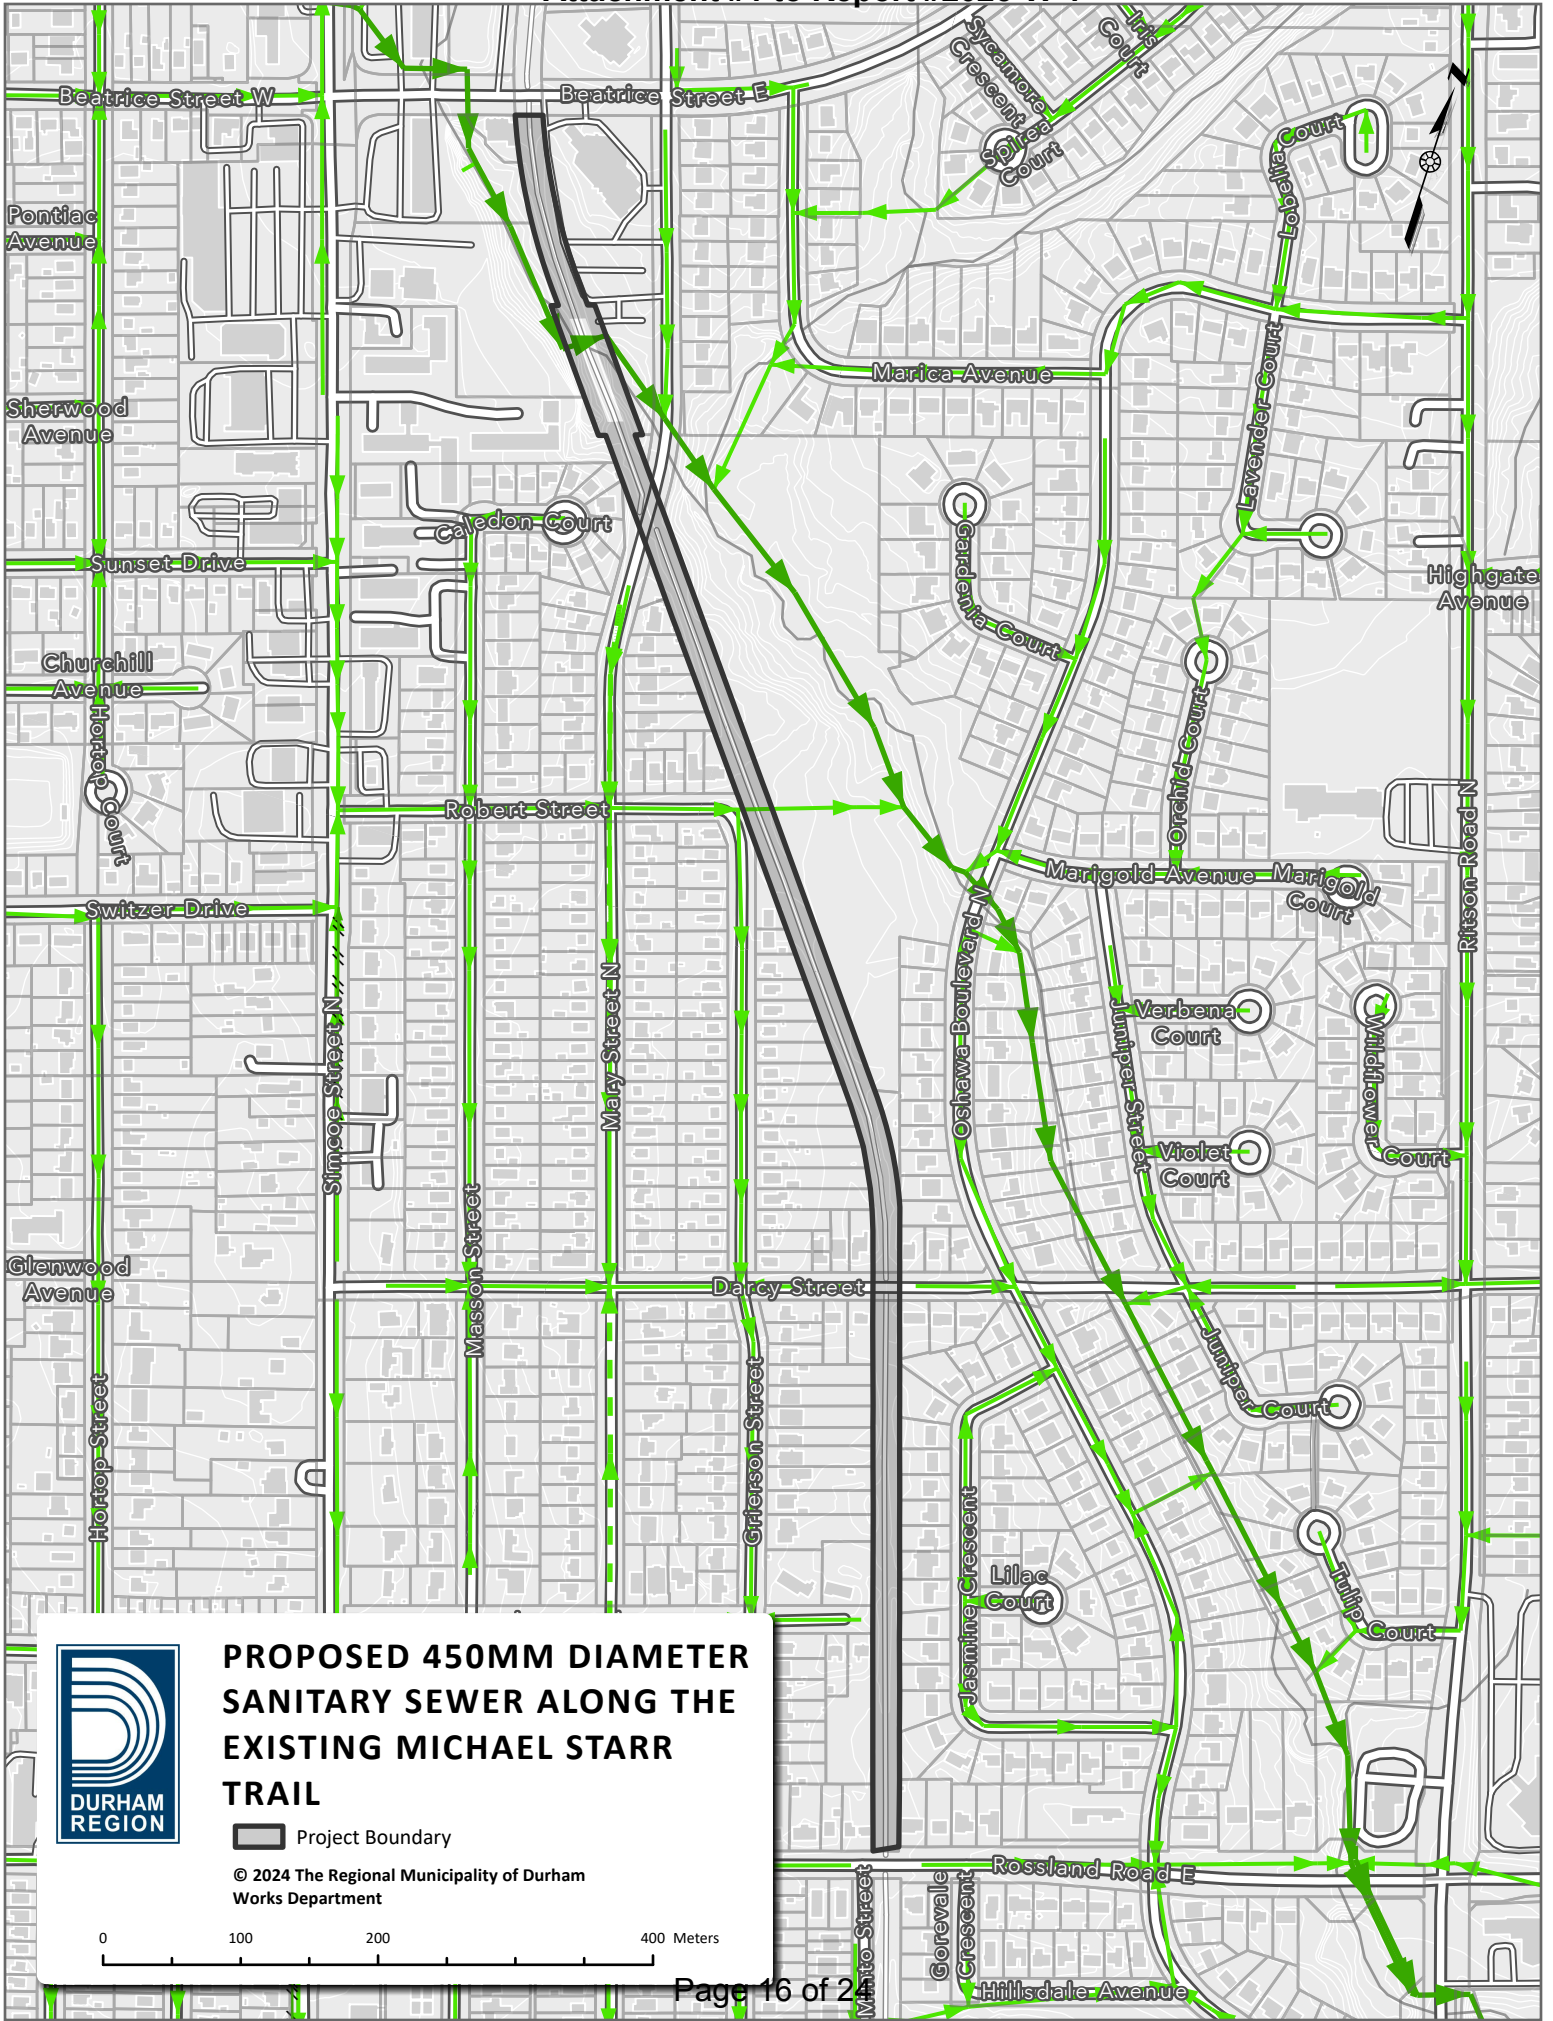 Beatrice Street W
Beatrice Street E
Sycamore
Crescent
Iris
Court
Spirea
Court
Lobelia Court
Pontiac
Avenue
Marica Avenue
Sherwood
Avenue
Lavender Court
Caledon Court
Gardenia Court
Sunset Drive
Highgate
Avenue
Churchill
Avenue
Hortop Court
Orchid Court
Robert Street
Ritson Road N
Marigold Avenue
Marigold
Court
Switzer Drive
Oshawa Boulevard N
Simcoe Street N
Mary Street N
Juniper Street
Verbena
Court
Wildflower Court
Violet
Court
Masson Street
Glenwood
Avenue
Darcy Street
Juniper Court
Hortop Street
Grierson Street
Jasmine Crescent
Lilac
Court
Tulip Court
DURHAM
REGION
PROPOSED 450MM DIAMETER
SANITARY SEWER ALONG THE
EXISTING MICHAEL STARR
TRAIL
Project Boundary
© 2024 The Regional Municipality of Durham
Works Department
0 100 200 400 Meters
Rossland Road E
Minto Street
Gorevale
Crescent
Hillsdale Avenue
Page 16 of 24